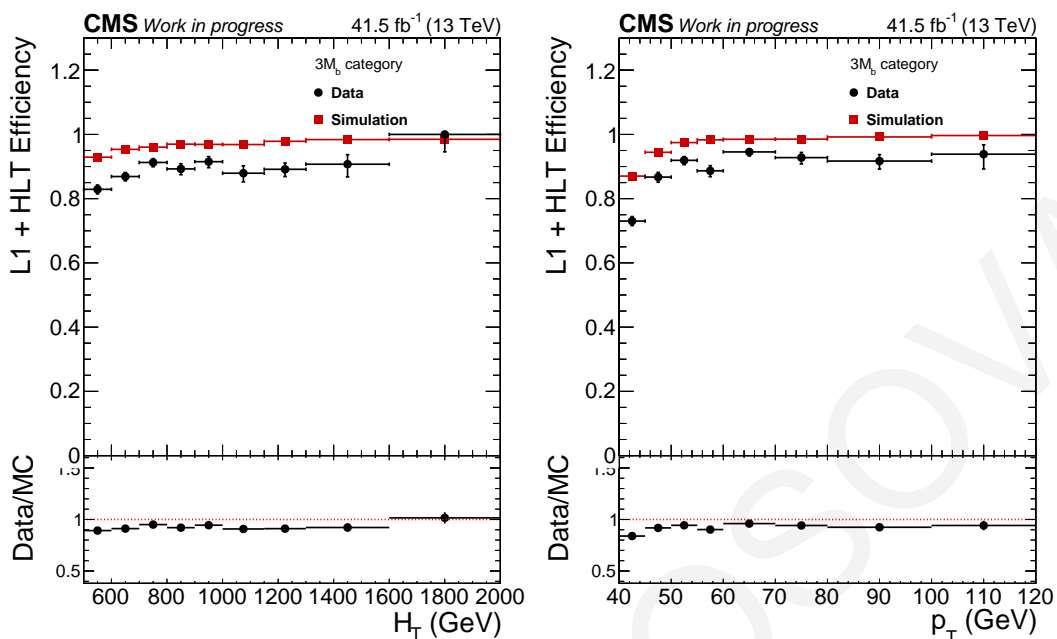 CMS Work in progress 41.5 fb⁻¹ (13 TeV)
3M_b category
Data
Simulation
L1 + HLT Efficiency
1.2
1
0.8
0.6
0.4
0.2
0
Data/MC
1.5
1
0.5
600 800 1000 1200 1400 1600 1800 2000
H_T (GeV)
CMS Work in progress 41.5 fb⁻¹ (13 TeV)
3M_b category
Data
Simulation
L1 + HLT Efficiency
1.2
1
0.8
0.6
0.4
0.2
0
Data/MC
1.5
1
0.5
40 50 60 70 80 90 100 110 120
p_T (GeV)